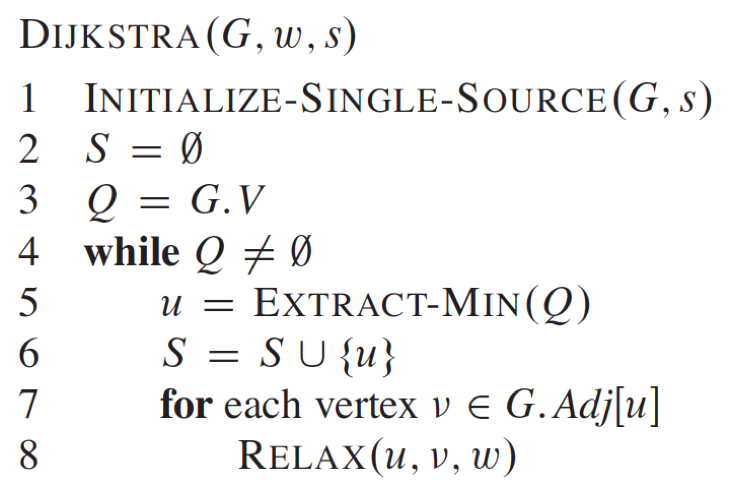 DIJKSTRA(G, w, s)
1 INITIALIZE-SINGLE-SOURCE(G, s)
2 S = ∅
3 Q = G.V
4 while Q ≠ ∅
5 u = EXTRACT-MIN(Q)
6 S = S ∪ {u}
7 for each vertex v ∈ G.Adj[u]
8 RELAX(u, v, w)